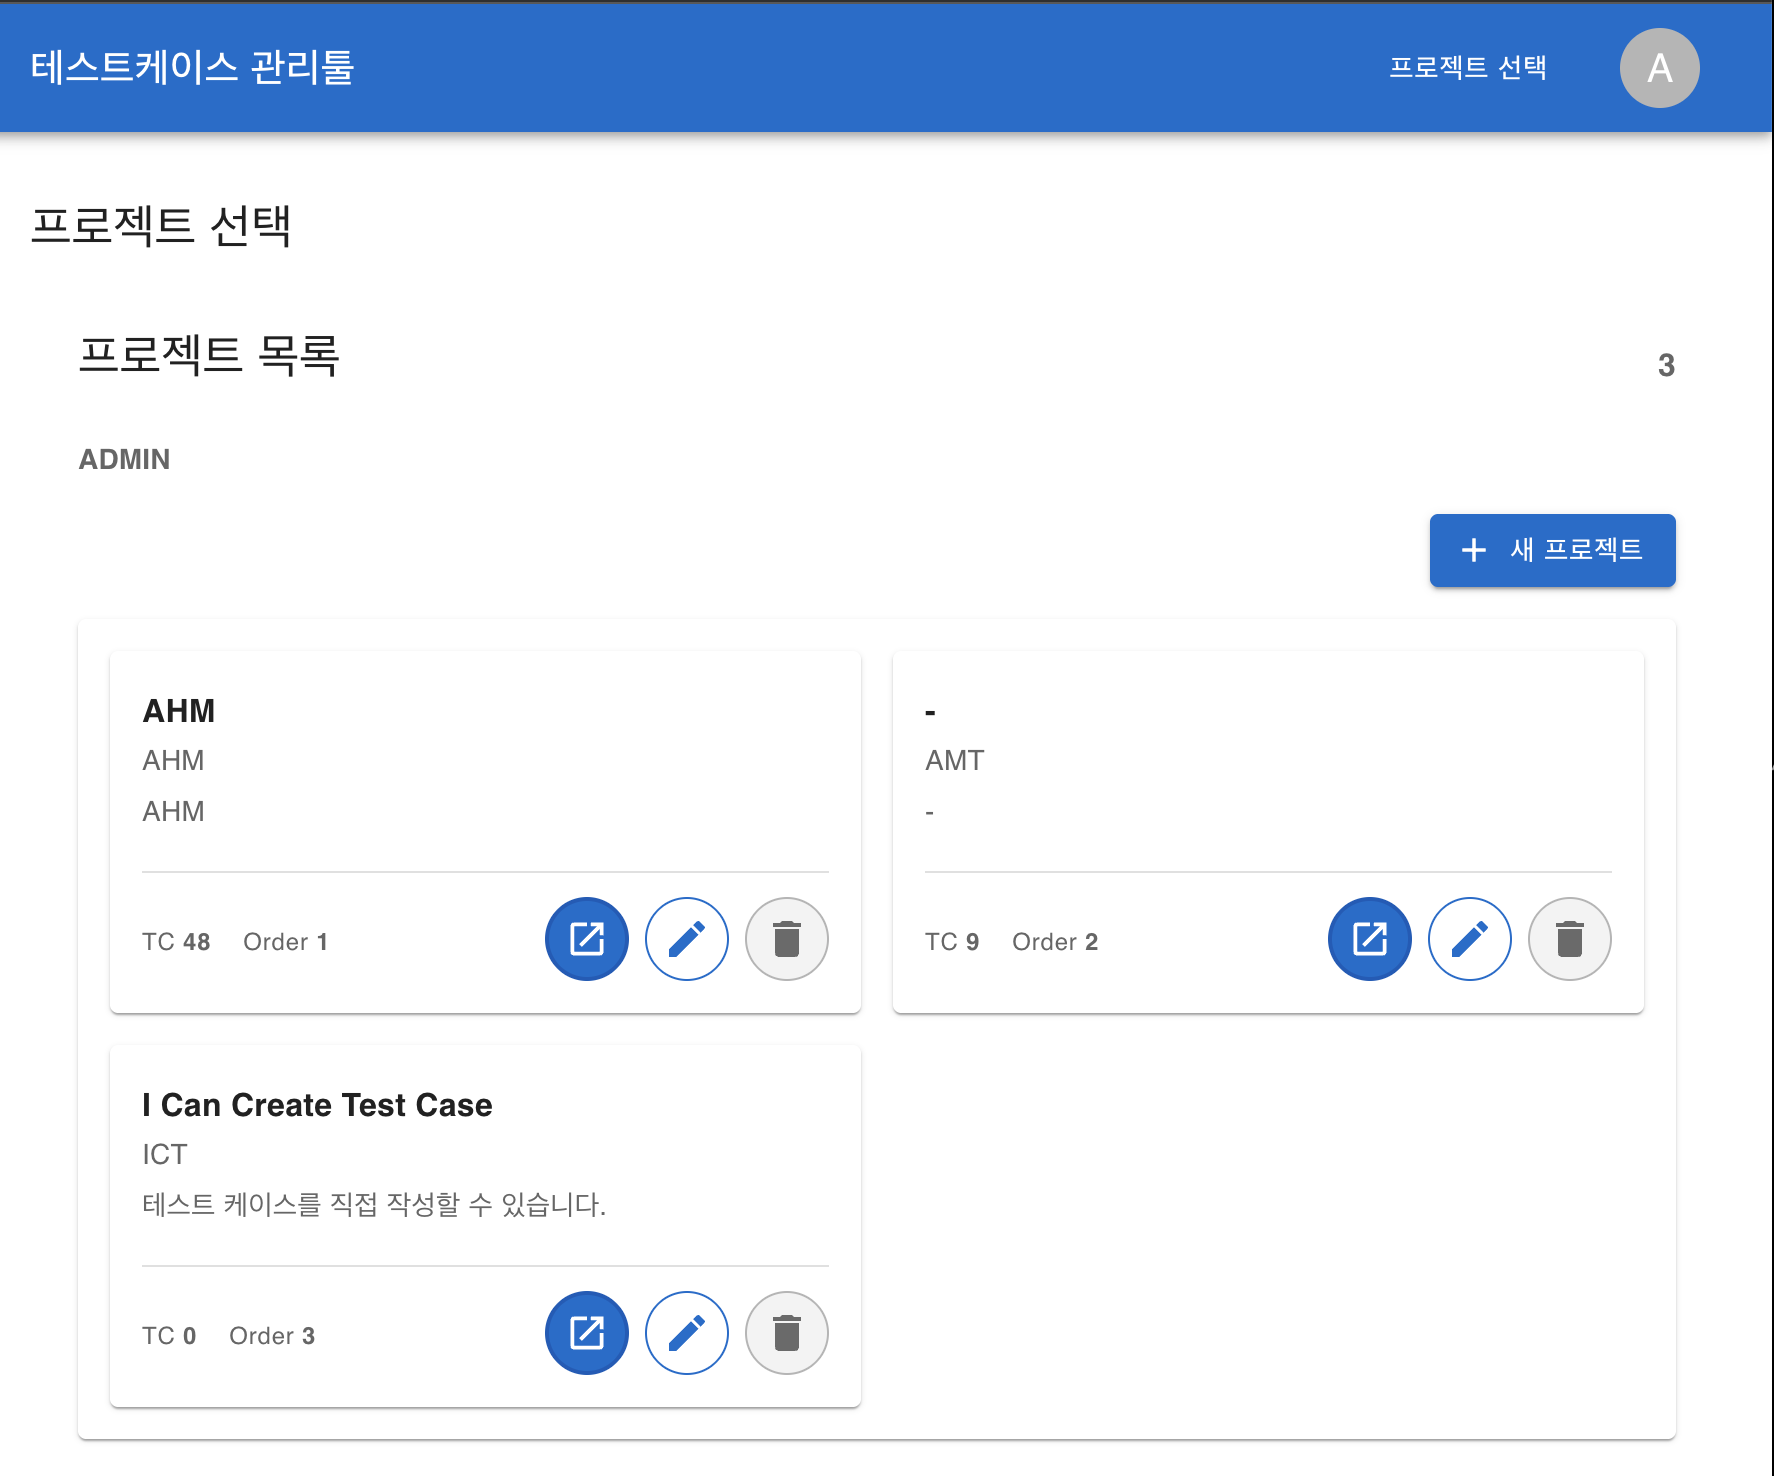 테스트케이스 관리툴
프로젝트 선택
A
프로젝트 선택
프로젝트 목록
3
ADMIN
새 프로젝트
AHM
AHM
AHM
TC 48 Order 1
-
AMT
-
TC 9 Order 2
I Can Create Test Case
ICT
테스트 케이스를 직접 작성할 수 있습니다.
TC 0 Order 3